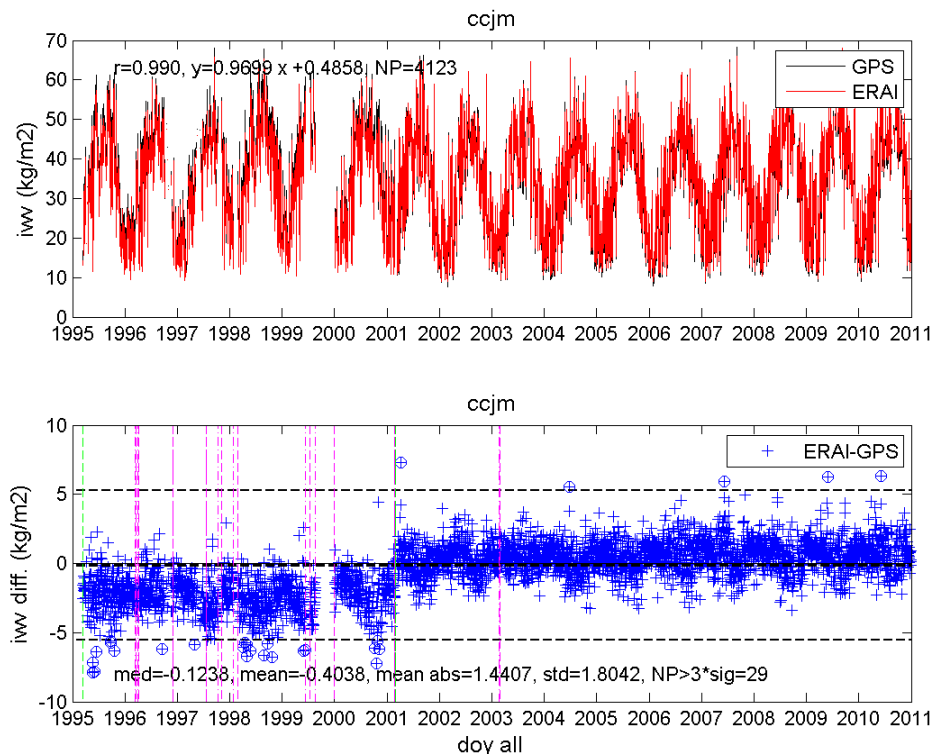 ccjm
70
60
50
40
30
20
10
0
iwv (kg/m2)
r=0.990, y=0.9699 x +0.4858, NP=4123
GPS
ERAI
1995 1996 1997 1998 1999 2000 2001 2002 2003 2004 2005 2006 2007 2008 2009 2010 2011
ccjm
10
5
0
-5
-10
iwv diff. (kg/m2)
ERAI-GPS
med=-0.1238, mean=-0.4038, mean abs=1.4407, std=1.8042, NP>3*sig=29
1995 1996 1997 1998 1999 2000 2001 2002 2003 2004 2005 2006 2007 2008 2009 2010 2011
doy all